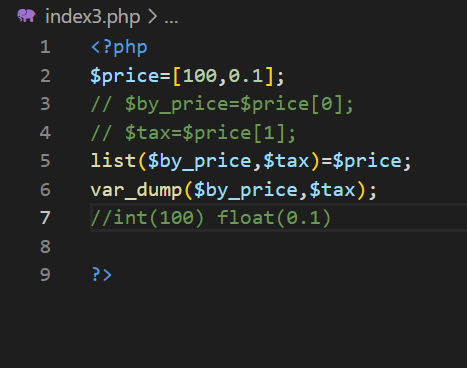 index3.php > ...
1 <?php
2 $price=[100,0.1];
3 // $by_price=$price[0];
4 // $tax=$price[1];
5 list($by_price,$tax)=$price;
6 var_dump($by_price,$tax);
7 //int(100) float(0.1)
8
9 ?>